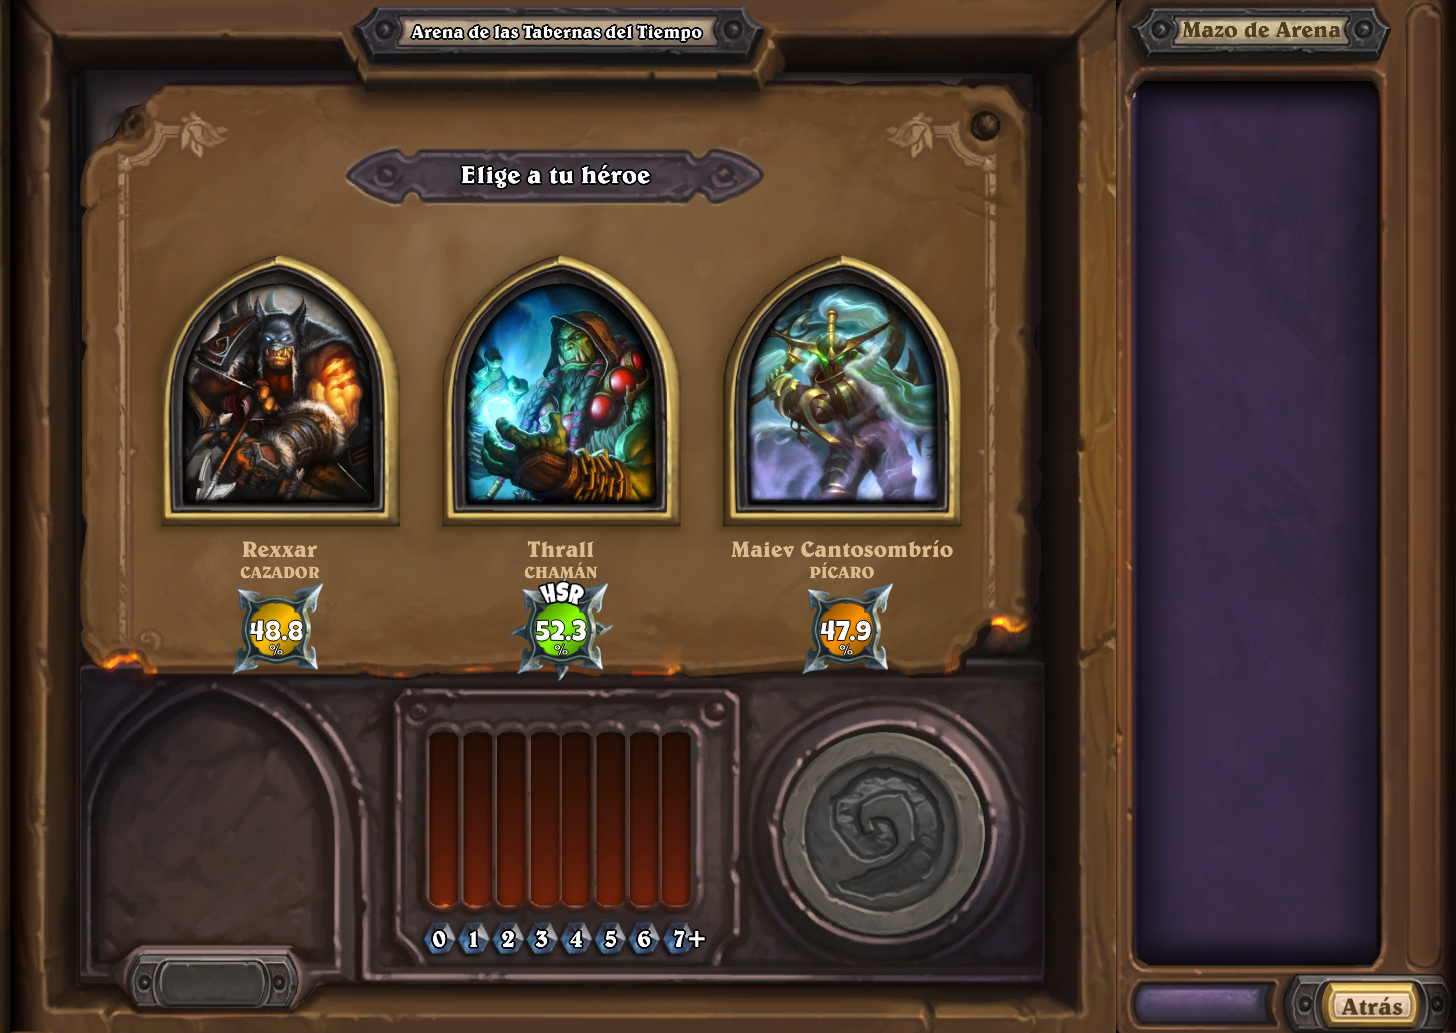 Arena de las Tabernas del Tiempo
Mazo de Arena
Elige a tu héroe
Rexxar
CAZADOR
48.8
%
Thrall
CHAMÁN
HSR
52.3
%
Maiev Cantosombrío
PÍCARO
47.9
%
0 1 2 3 4 5 6 7+
Atrás